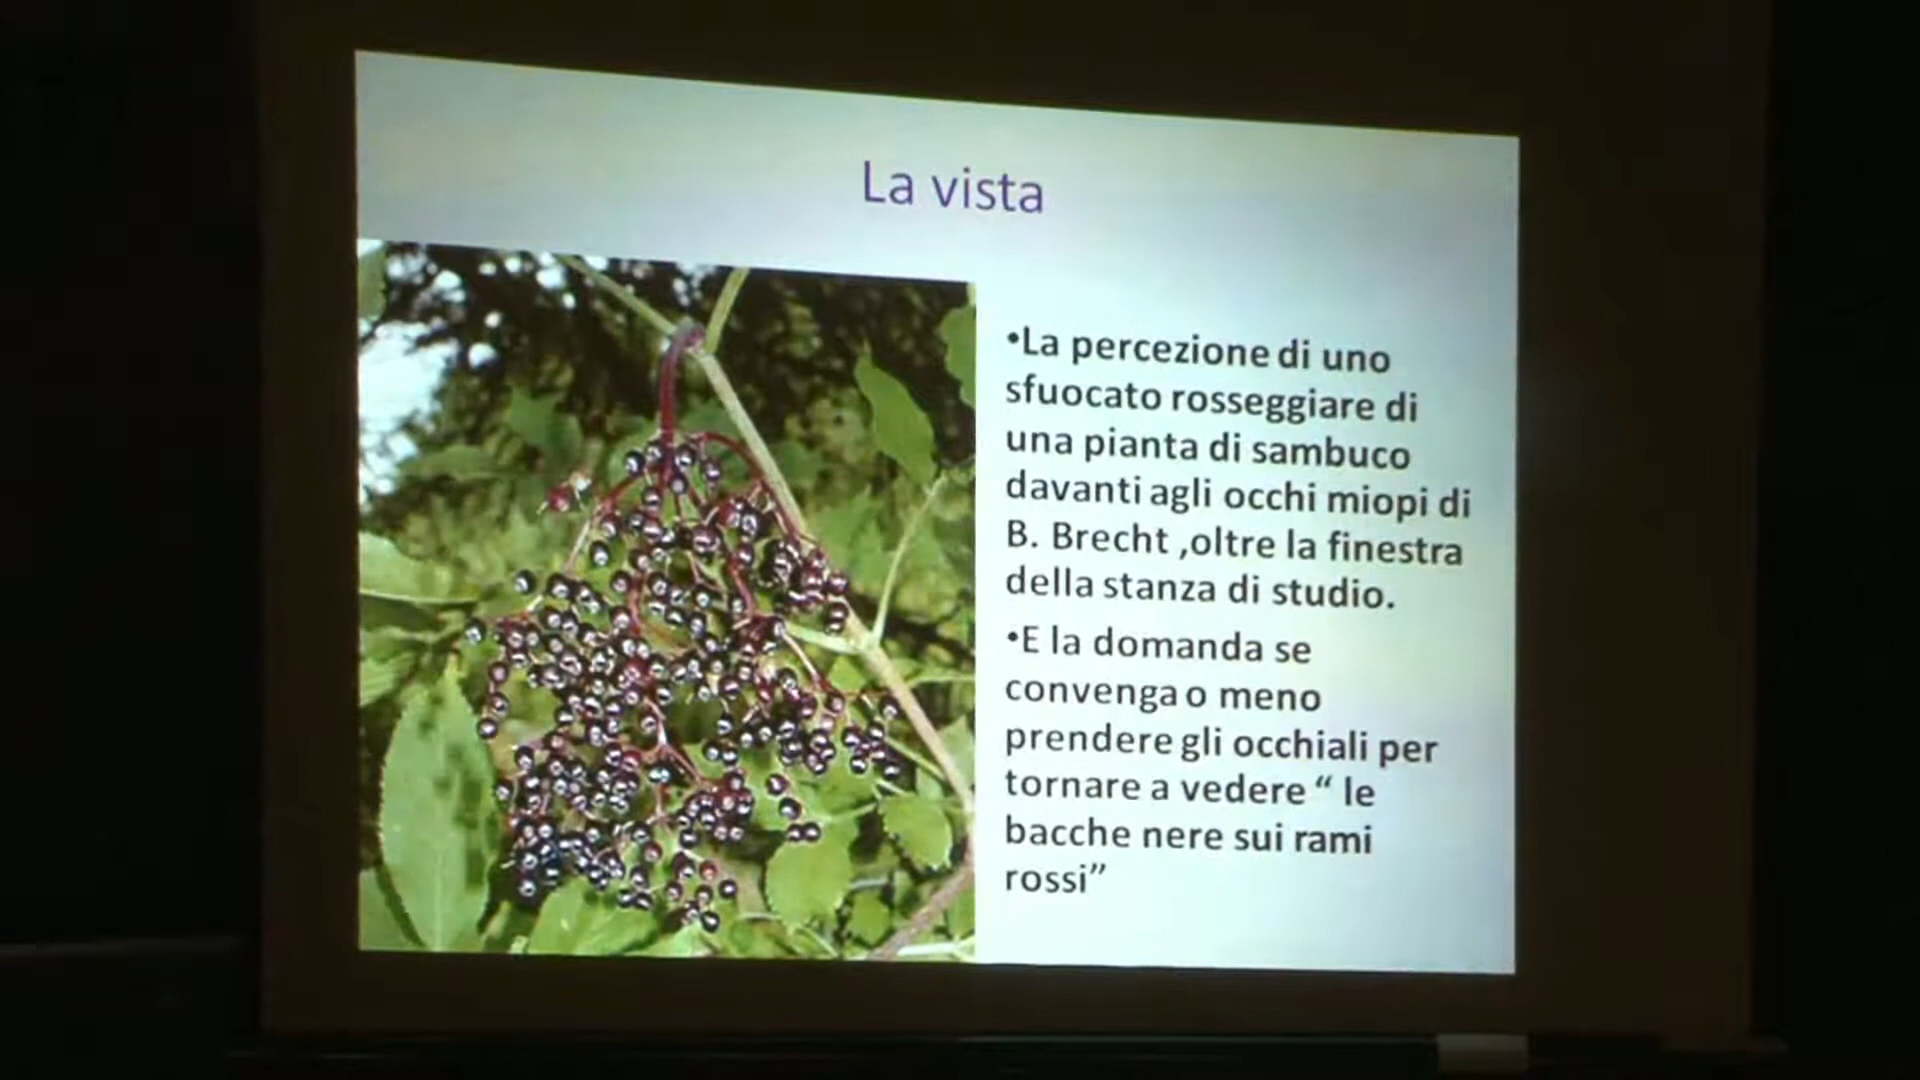 La vista
•La percezione di uno
sfuocato rosseggiare di
una pianta di sambuco
davanti agli occhi miopi di
B. Brecht ,oltre la finestra
della stanza di studio.
•E la domanda se
convenga o meno
prendere gli occhiali per
tornare a vedere “ le
bacche nere sui rami
rossi”